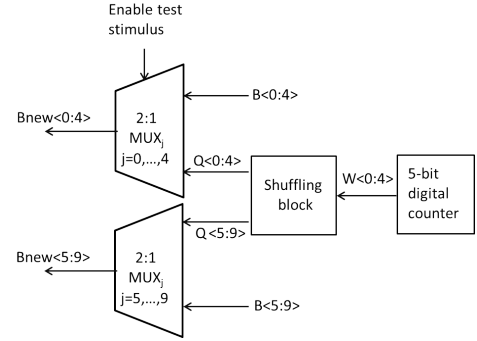 Enable test
stimulus
B<0:4>
Bnew<0:4>
2:1
MUXj
j=0,...,4
Q<0:4>
Shuffling
block
W<0:4>
5-bit
digital
counter
Q<5:9>
Bnew<5:9>
2:1
MUXj
j=5,...,9
B<5:9>